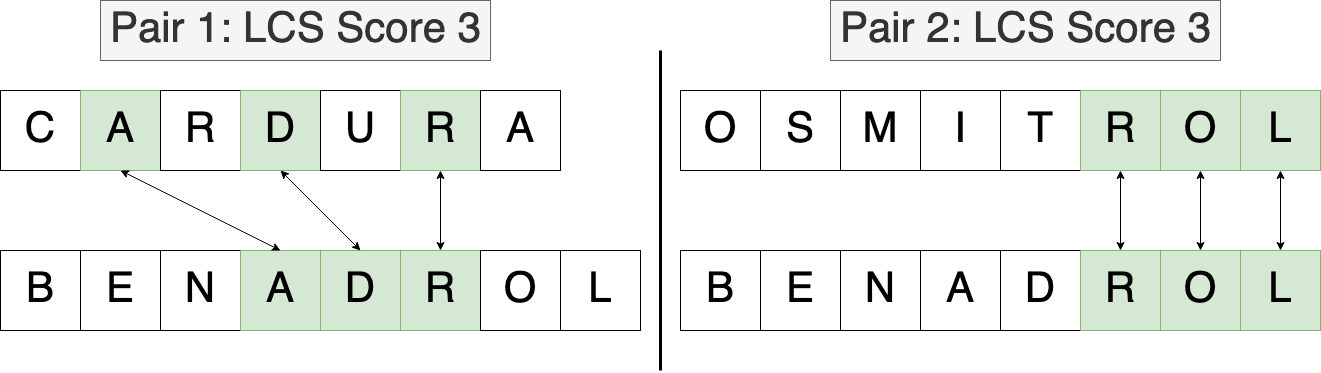 Pair 1: LCS Score 3
C A R D U R A
B E N A D R O L
Pair 2: LCS Score 3
O S M I T R O L
B E N A D R O L